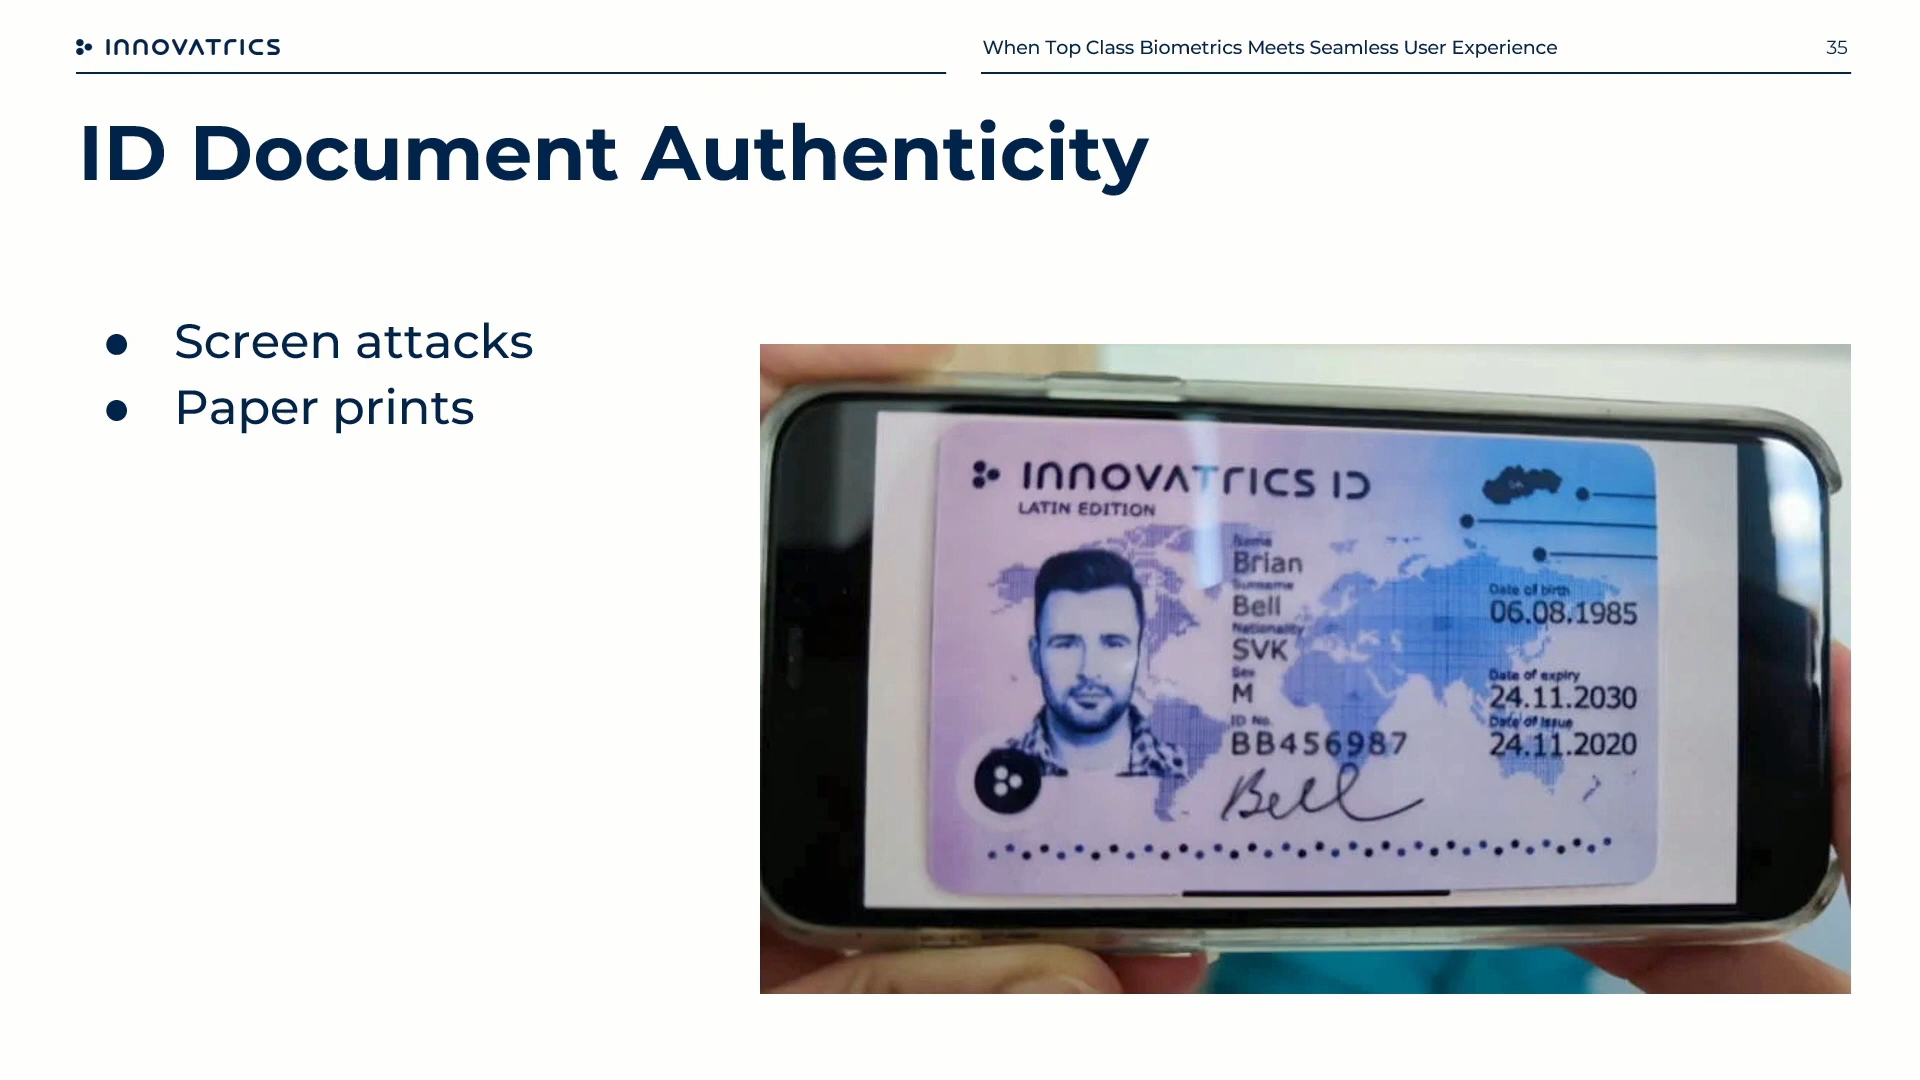 INNOVATRICS
When Top Class Biometrics Meets Seamless User Experience
35
ID Document Authenticity
● Screen attacks
● Paper prints
INNOVATRICS ID
LATIN EDITION
Name
Brian
Surname
Bell
Nationality
SVK
Sex
M
ID No.
BB456987
Date of birth
06.08.1985
Date of expiry
24.11.2030
Date of issue
24.11.2020
Bell